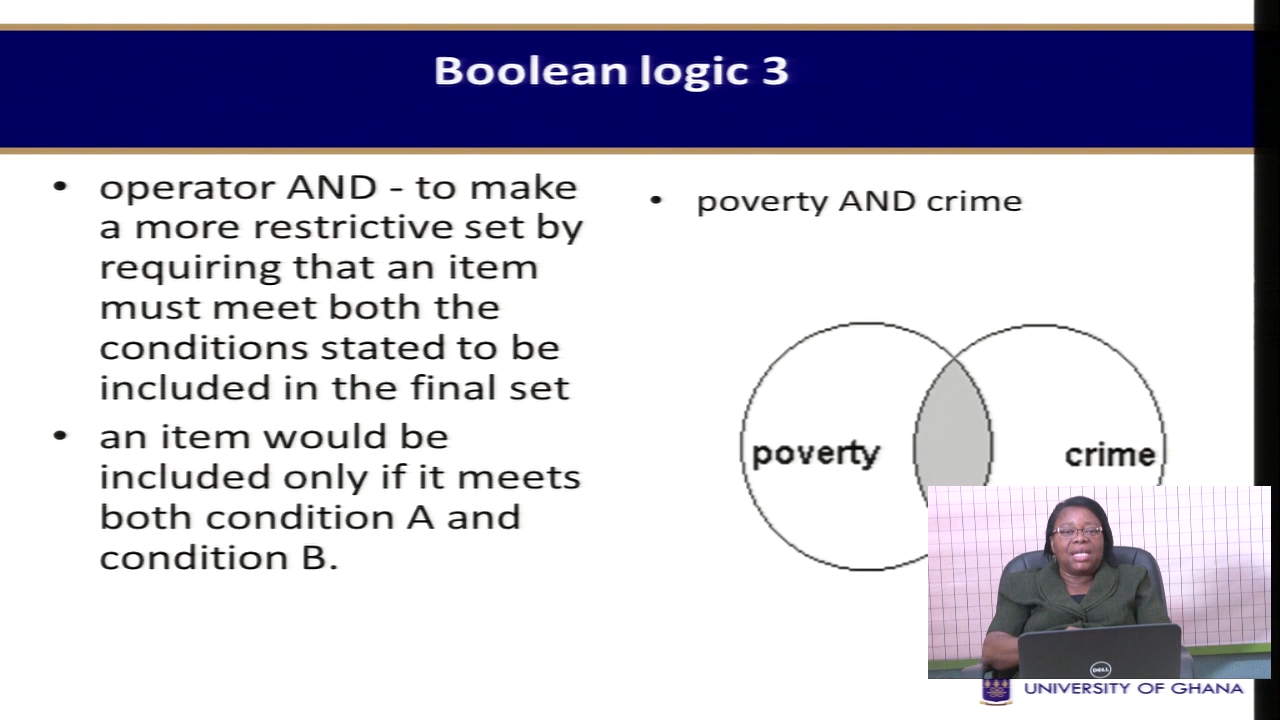 Boolean logic 3
• operator AND - to make
a more restrictive set by
requiring that an item
must meet both the
conditions stated to be
included in the final set
• an item would be
included only if it meets
both condition A and
condition B.
• poverty AND crime
poverty
crime
DELL
UNIVERSITY OF GHANA